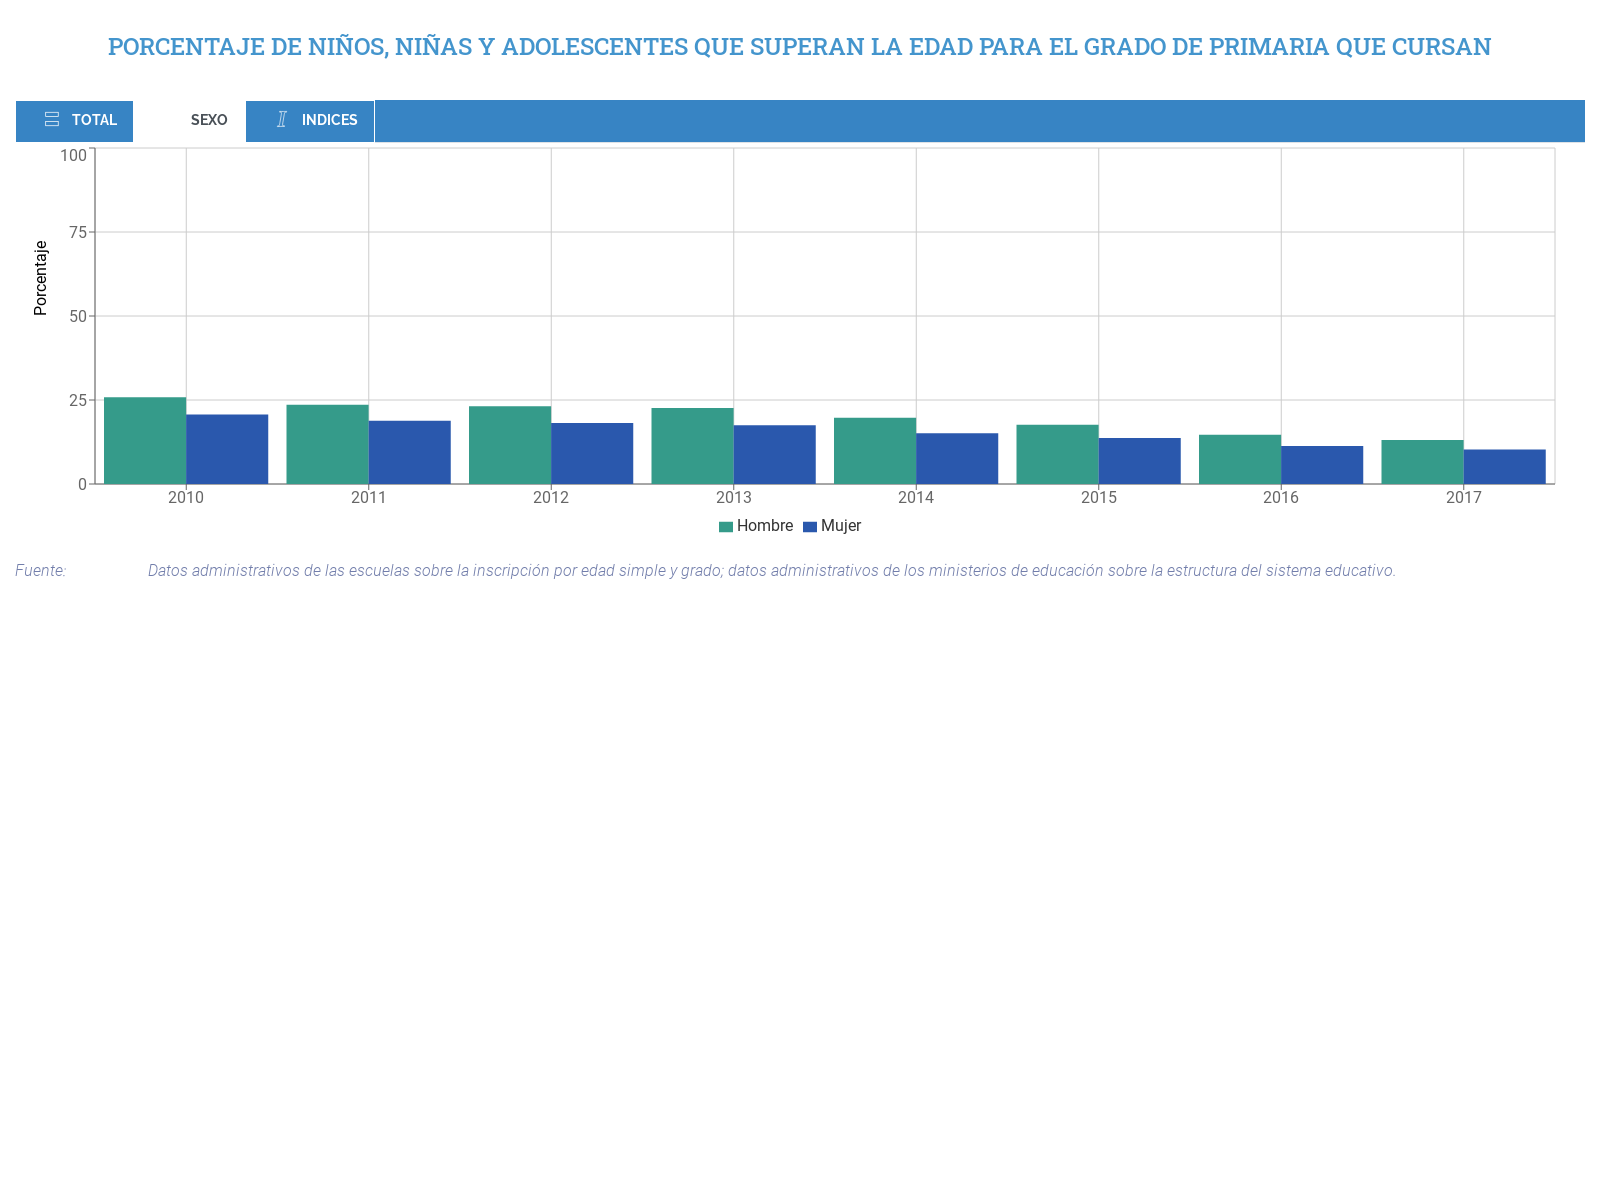 PORCENTAJE DE NIÑOS, NIÑAS Y ADOLESCENTES QUE SUPERAN LA EDAD PARA EL GRADO DE PRIMARIA QUE CURSAN
TOTAL SEXO INDICES
100
75
50
25
0
Porcentaje
2010 2011 2012 2013 2014 2015 2016 2017
Hombre Mujer
Fuente: Datos administrativos de las escuelas sobre la inscripción por edad simple y grado; datos administrativos de los ministerios de educación sobre la estructura del sistema educativo.